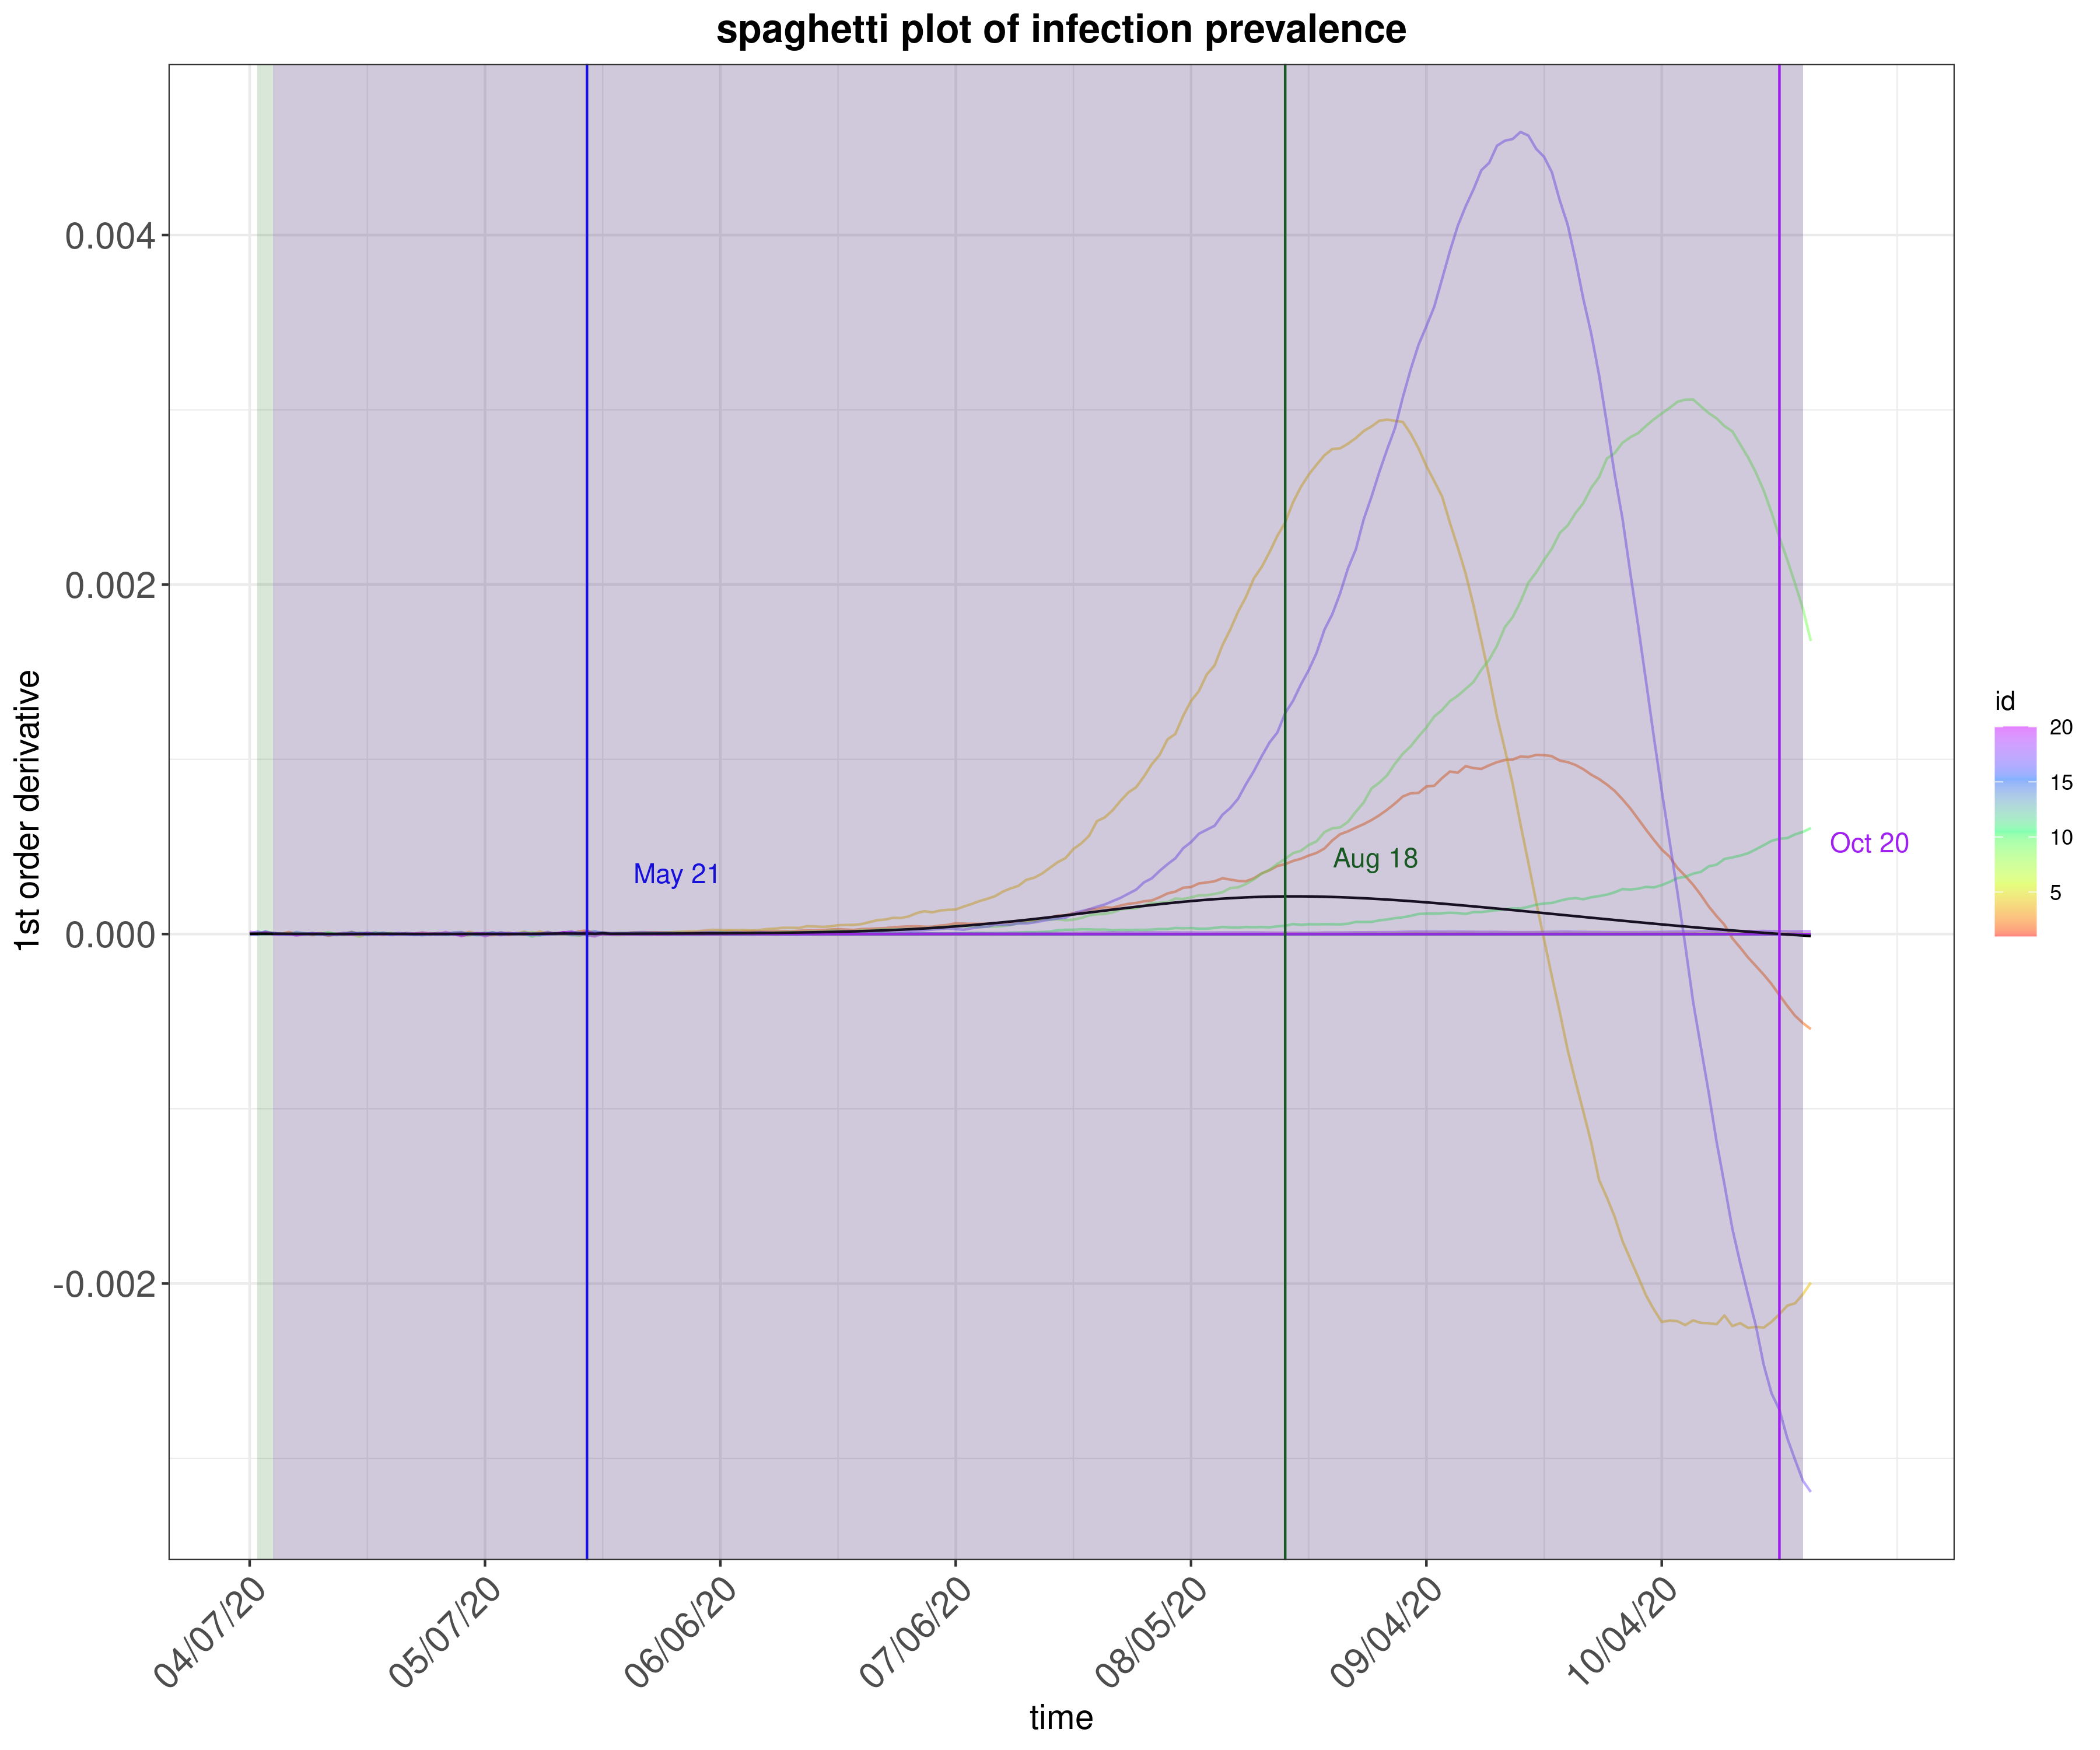 spaghetti plot of infection prevalence
1st order derivative
0.004
0.002
0.000
-0.002
May 21
Aug 18
Oct 20
id
20
15
10
5
04/07/20
05/07/20
06/06/20
07/06/20
08/05/20
09/04/20
10/04/20
time